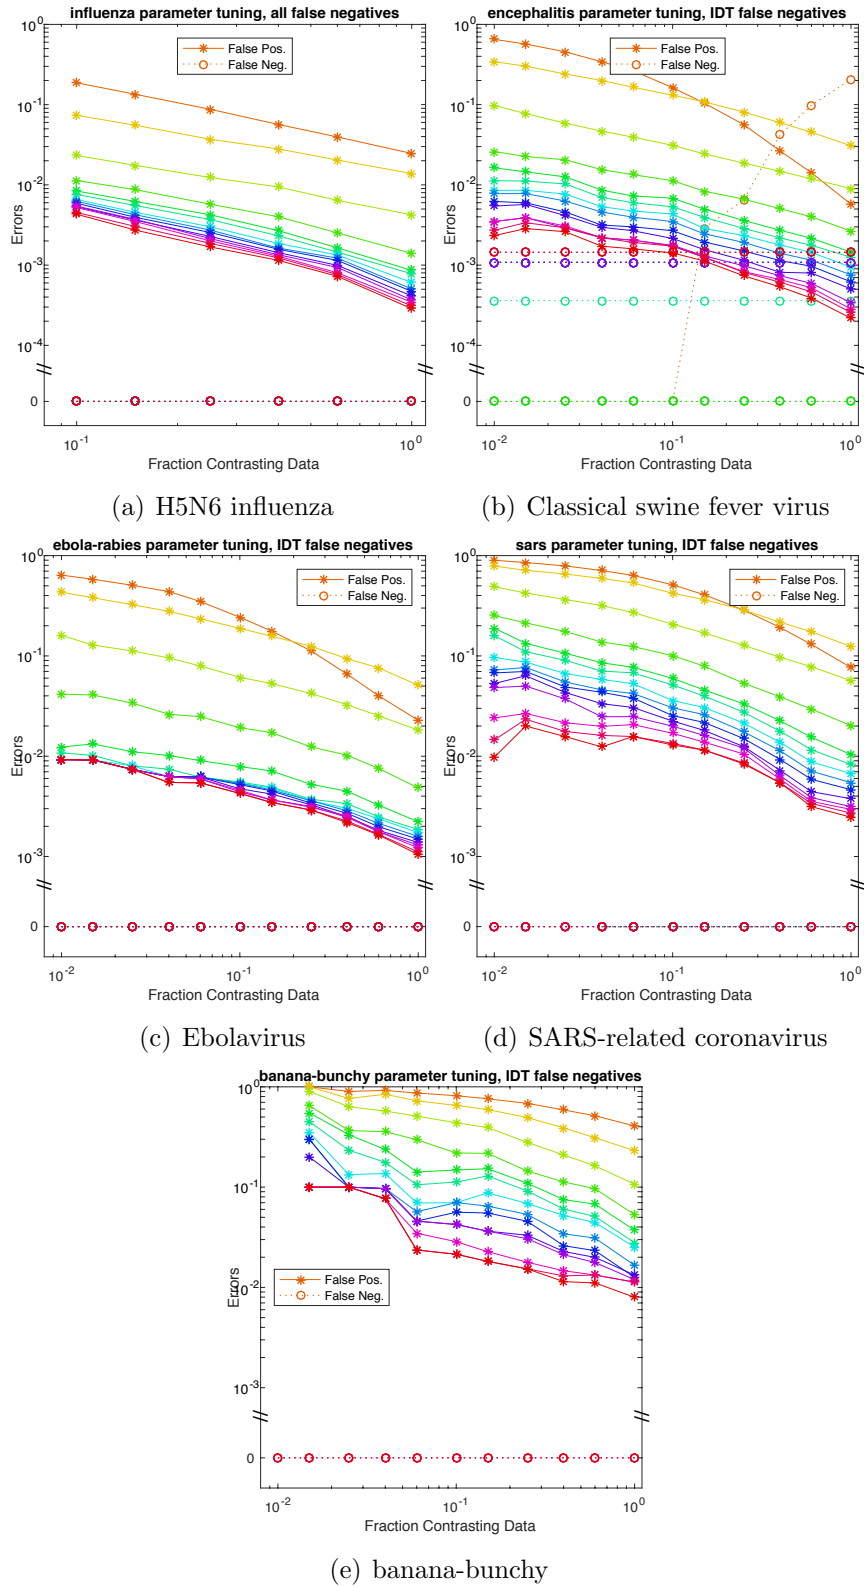 influenza parameter tuning, all false negatives
10^0
10^-1
10^-2
10^-3
10^-4
0
Errors
False Pos.
False Neg.
10^-1
10^0
Fraction Contrasting Data
(a) H5N6 influenza
encephalitis parameter tuning, IDT false negatives
10^0
10^-1
10^-2
10^-3
10^-4
0
Errors
False Pos.
False Neg.
10^-2
10^-1
10^0
Fraction Contrasting Data
(b) Classical swine fever virus
ebola-rabies parameter tuning, IDT false negatives
10^0
10^-1
10^-2
10^-3
0
Errors
False Pos.
False Neg.
10^-2
10^-1
10^0
Fraction Contrasting Data
(c) Ebolavirus
sars parameter tuning, IDT false negatives
10^0
10^-1
10^-2
10^-3
0
Errors
False Pos.
False Neg.
10^-2
10^-1
10^0
Fraction Contrasting Data
(d) SARS-related coronavirus
banana-bunchy parameter tuning, IDT false negatives
10^0
10^-1
10^-2
10^-3
0
Errors
False Pos.
False Neg.
10^-2
10^-1
10^0
Fraction Contrasting Data
(e) banana-bunchy